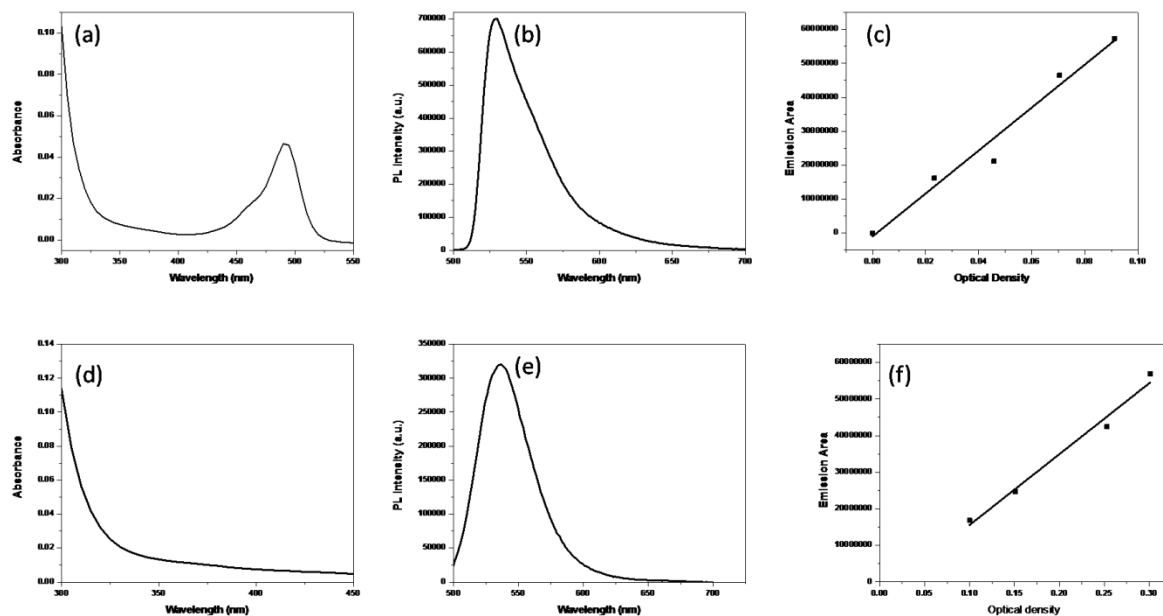 (a)
Absorbance
0.10
0.08
0.06
0.04
0.02
0.00
300 350 400 450 500 550
Wavelength (nm)
(b)
PL Intensity (a.u.)
700000
600000
500000
400000
300000
200000
100000
0
500 550 600 650 700
Wavelength (nm)
(c)
Emission Area
60000000
50000000
40000000
30000000
20000000
10000000
0
0.00 0.02 0.04 0.06 0.08 0.10
Optical Density
(d)
Absorbance
0.14
0.12
0.10
0.08
0.06
0.04
0.02
0.00
300 350 400 450
Wavelength (nm)
(e)
PL Intensity (a.u.)
350000
300000
250000
200000
150000
100000
50000
0
500 550 600 650 700
Wavelength (nm)
(f)
Emission Area
60000000
50000000
40000000
30000000
20000000
10000000
0
0.00 0.05 0.10 0.15 0.20 0.25 0.30
Optical density